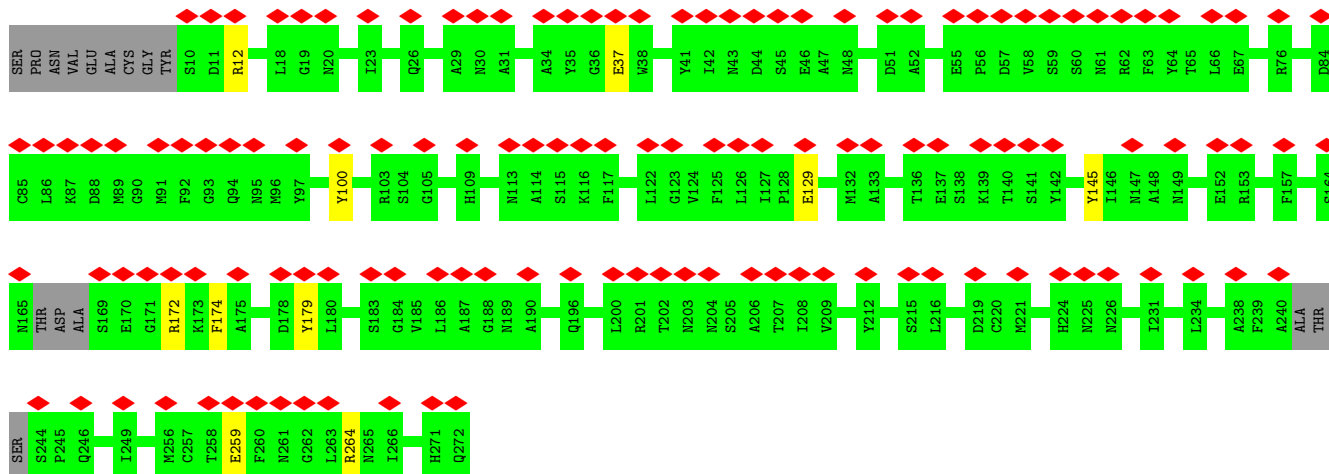 SER PRO ASN VAL GLU ALA CYS GLY TYR S10 D11 R12 L18 G19 N20 I23 Q26 A29 N30 A31 A34 Y35 G36 E37 W38 Y41 I42 N43 D44 S45 E46 A47 N48 D51 A52 E55 P56 D57 V58 S59 S60 N61 R62 F63 Y64 T65 L66 E67 R76 D84
C85 L86 K87 D88 M89 G90 M91 F92 G93 Q94 N95 M96 Y97 Y100 R103 S104 G105 H109 N113 A114 S115 K116 F117 L122 G123 V124 F125 L126 I127 P128 E129 M132 A133 T136 E137 S138 K139 T140 S141 Y142 Y145 I146 N147 A148 N149 E152 R153 F157 S164
N165 THR ASP ALA S169 E170 G171 R172 K173 F174 A175 D178 Y179 L180 S183 G184 V185 L186 A187 G188 N189 A190 Q196 L200 R201 T202 N203 N204 S205 A206 T207 I208 V209 Y212 S215 L216 D219 C220 M221 H224 N225 N226 I231 L234 A238 F239 A240 ALA THR
SER S244 P245 Q246 I249 M256 C257 T258 E259 F260 N261 G262 L263 R264 N265 I266 H271 Q272